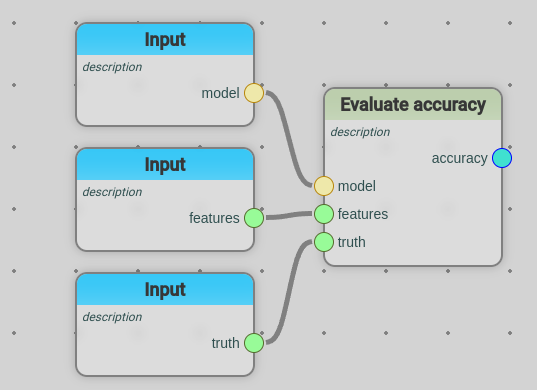 Input
description
model
Input
description
features
Input
description
truth
Evaluate accuracy
description
accuracy
model
features
truth